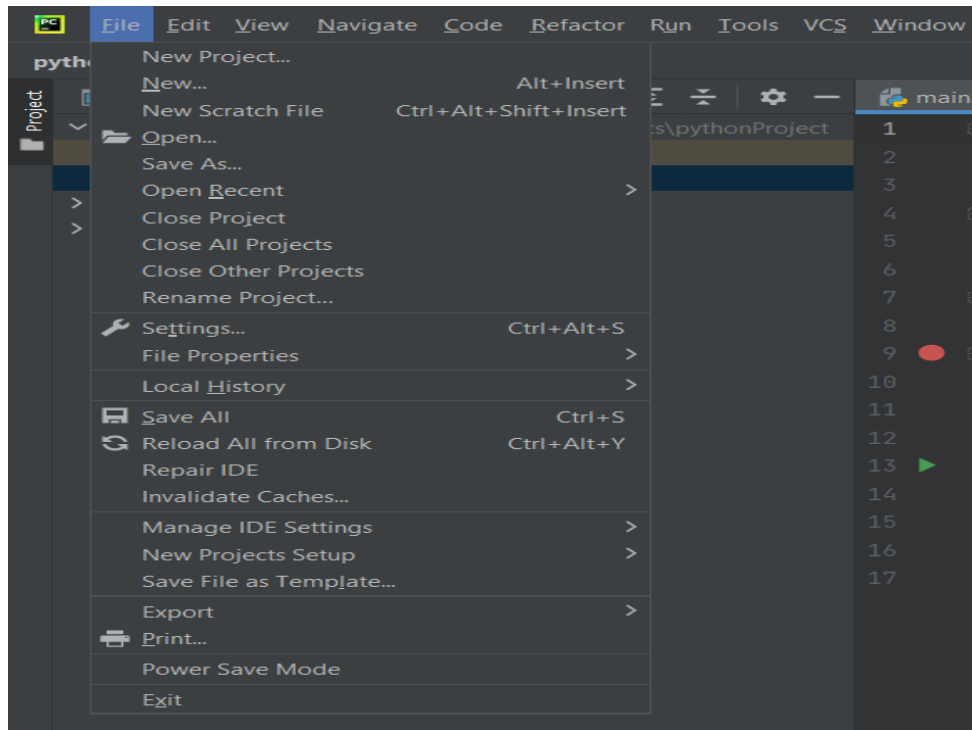 PC File Edit View Navigate Code Refactor Run Tools VCS Window
pyth
New Project...
New... Alt+Insert
New Scratch File Ctrl+Alt+Shift+Insert
Open...
Save As...
Open Recent >
Close Project
Close All Projects
Close Other Projects
Rename Project...
Settings... Ctrl+Alt+S
File Properties >
Local History >
Save All Ctrl+S
Reload All from Disk Ctrl+Alt+Y
Repair IDE
Invalidate Caches...
Manage IDE Settings >
New Projects Setup >
Save File as Template...
Export >
Print...
Power Save Mode
Exit
Project
ts\pythonProject
main
1
2
3
4
5
6
7
8
9
10
11
12
13
14
15
16
17